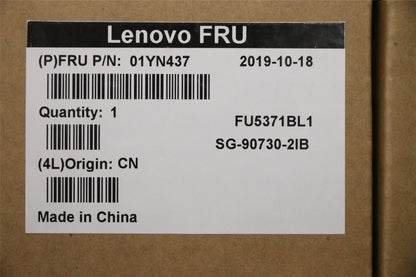 Lenovo FRU
(P)FRU P/N: 01YN437 2019-10-18
Quantity: 1
FU5371BL1
SG-90730-2IB
(4L)Origin: CN
Made in China